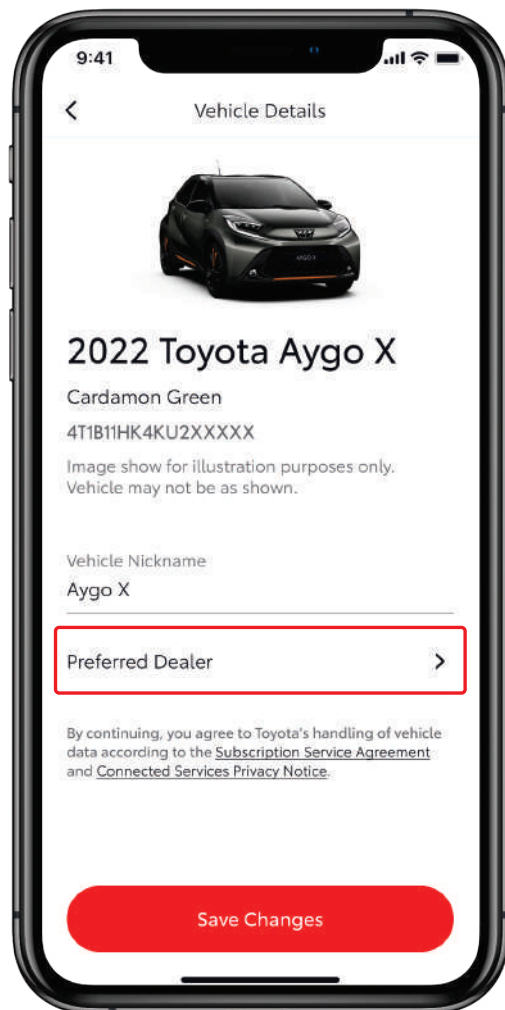 9:41
Vehicle Details
AYGO X
2022 Toyota Aygo X
Cardamon Green
4T1B11HK4KU2XXXXX
Image show for illustration purposes only.
Vehicle may not be as shown.
Vehicle Nickname
Aygo X
Preferred Dealer
By continuing, you agree to Toyota's handling of vehicle
data according to the Subscription Service Agreement
and Connected Services Privacy Notice.
Save Changes